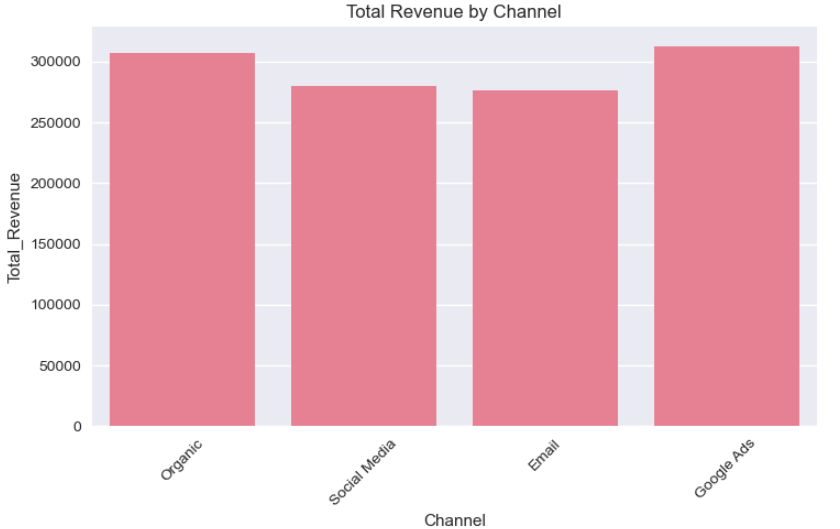 Total Revenue by Channel
Total_Revenue
300000
250000
200000
150000
100000
50000
0
Organic
Social Media
Email
Google Ads
Channel